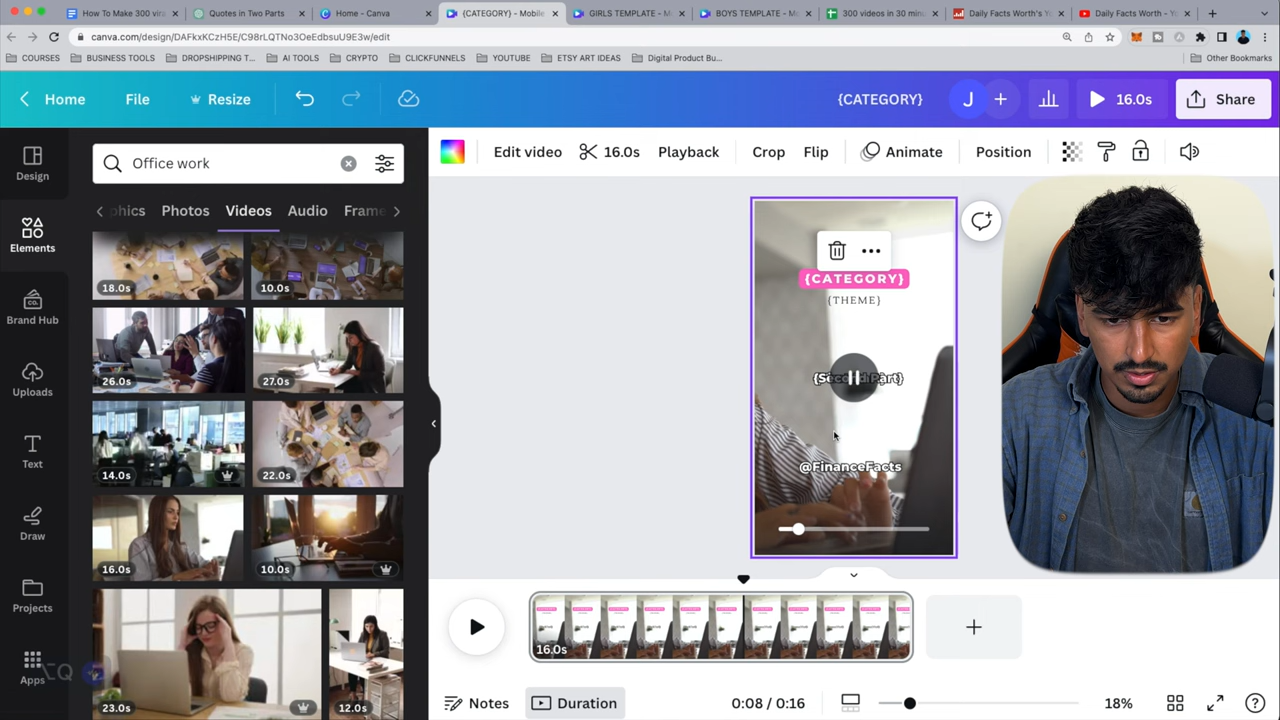 How To Make 300 vira
Quotes in Two Parts
Home - Canva
{CATEGORY} - Mobile
GIRLS TEMPLATE - M
BOYS TEMPLATE - Mo
300 videos in 30 minu
Daily Facts Worth's Y
Daily Facts Worth - Yo
canva.com/design/DAFkxKCzH5E/C98rLQTNo3OeEdbsuU9E3w/edit
COURSES
BUSINESS TOOLS
DROPSHIPPING T...
AI TOOLS
CRYPTO
CLICKFUNNELS
YOUTUBE
ETSY ART IDEAS
Digital Product Bu...
Other Bookmarks
Home
File
Resize
{CATEGORY}
J
16.0s
Share
Design
Elements
Brand Hub
CO.
Uploads
Text
Draw
Projects
Apps
Office work
phics
Photos
Videos
Audio
Frame
18.0s
10.0s
26.0s
27.0s
14.0s
22.0s
16.0s
10.0s
23.0s
12.0s
Edit video
16.0s
Playback
Crop
Flip
Animate
Position
{CATEGORY}
{THEME}
{Second Part}
@FinanceFacts
16.0s
Notes
Duration
0:08 / 0:16
18%